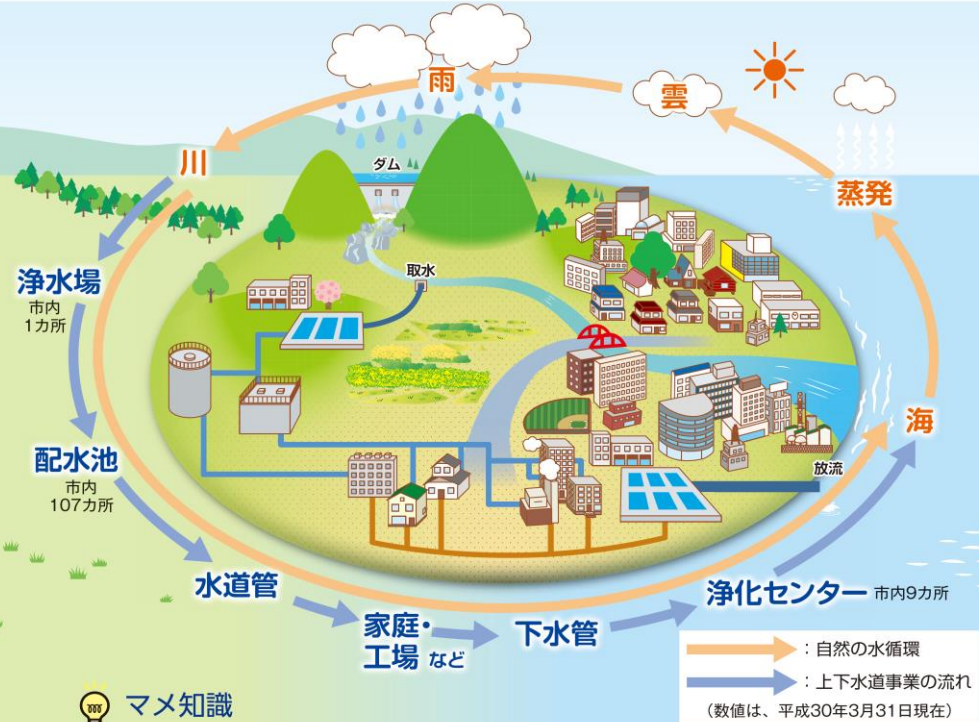 雨
雲
川
ダム
蒸発
取水
浄水場
市内
1カ所
海
配水池
市内
107カ所
放流
水道管
家庭・
工場 など
下水管
浄化センター 市内9カ所
：自然の水循環
：上下水道事業の流れ
（数値は、平成30年3月31日現在）
マメ知識